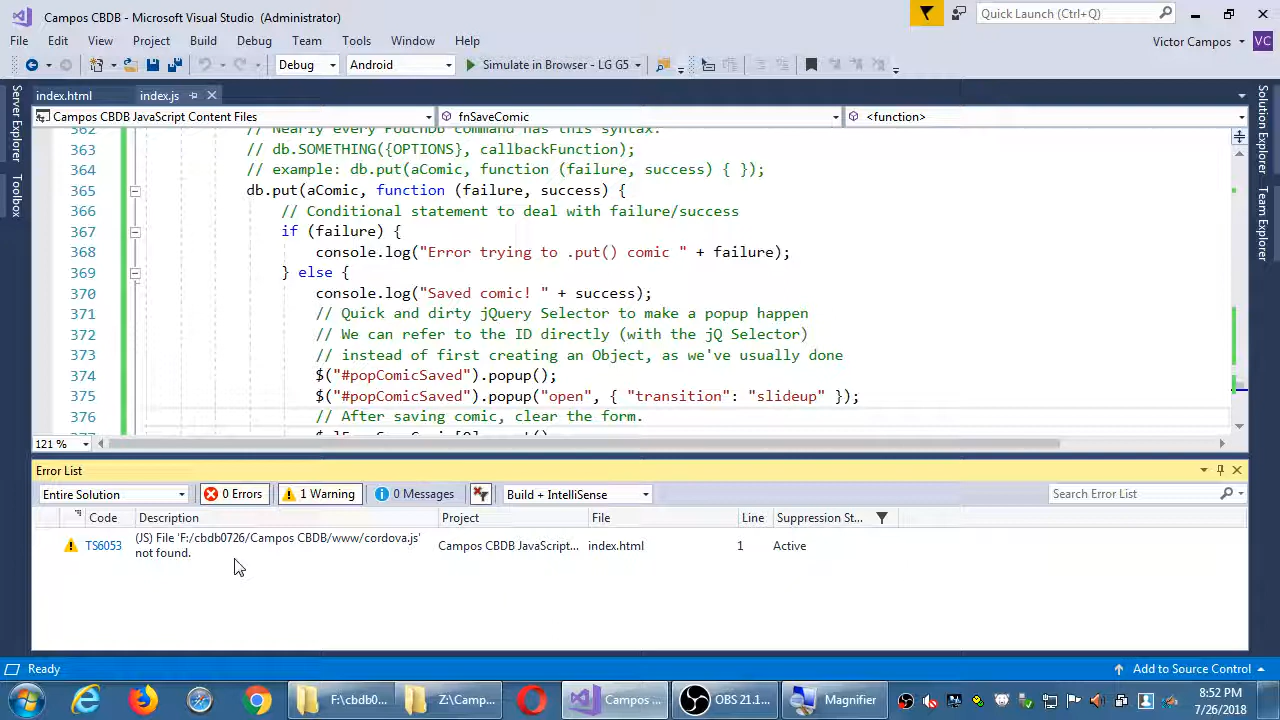 Campos CBDB - Microsoft Visual Studio (Administrator)
Quick Launch (Ctrl+Q)
File Edit View Project Build Debug Team Tools Window Help
Victor Campos VC
Debug Android Simulate in Browser - LG G5
index.html index.js
Campos CBDB JavaScript Content Files fnSaveComic <function>
362 // Nearly every PouchDB command has this syntax:
363 // db.SOMETHING({OPTIONS}, callbackFunction);
364 // example: db.put(aComic, function (failure, success) { });
365 db.put(aComic, function (failure, success) {
366 // Conditional statement to deal with failure/success
367 if (failure) {
368 console.log("Error trying to .put() comic " + failure);
369 } else {
370 console.log("Saved comic! " + success);
371 // Quick and dirty jQuery Selector to make a popup happen
372 // We can refer to the ID directly (with the jQ Selector)
373 // instead of first creating an Object, as we've usually done
374 $("#popComicSaved").popup();
375 $("#popComicSaved").popup("open", { "transition": "slideup" });
376 // After saving comic, clear the form.
121 %
Server Explorer
Toolbox
Solution Explorer
Team Explorer
Error List
Entire Solution 0 Errors 1 Warning 0 Messages Build + IntelliSense Search Error List
Code Description Project File Line Suppression St...
TS6053 (JS) File 'F:/cbdb0726/Campos CBDB/www/cordova.js' not found. Campos CBDB JavaScript... index.html 1 Active
Ready Add to Source Control
F:\cbdb0... Z:\Camp... Campos ... OBS 21.1... Magnifier
8:52 PM
7/26/2018